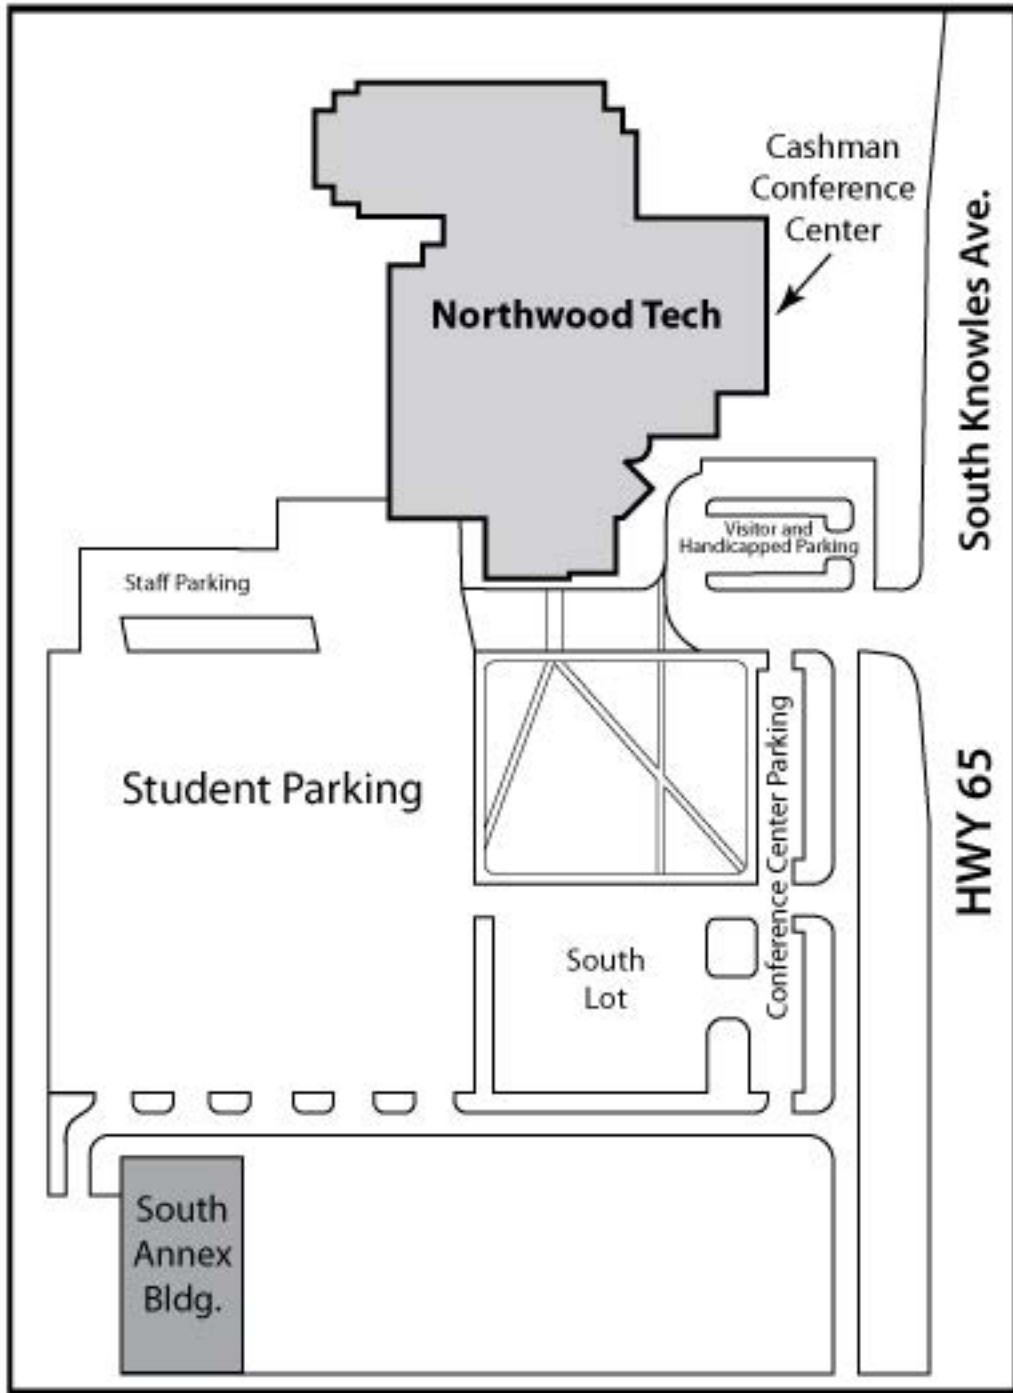 Cashman
Conference
Center
Northwood Tech
South Knowles Ave.
Visitor and
Handicapped Parking
Staff Parking
Student Parking
Conference Center Parking
HWY 65
South
Lot
South
Annex
Bldg.